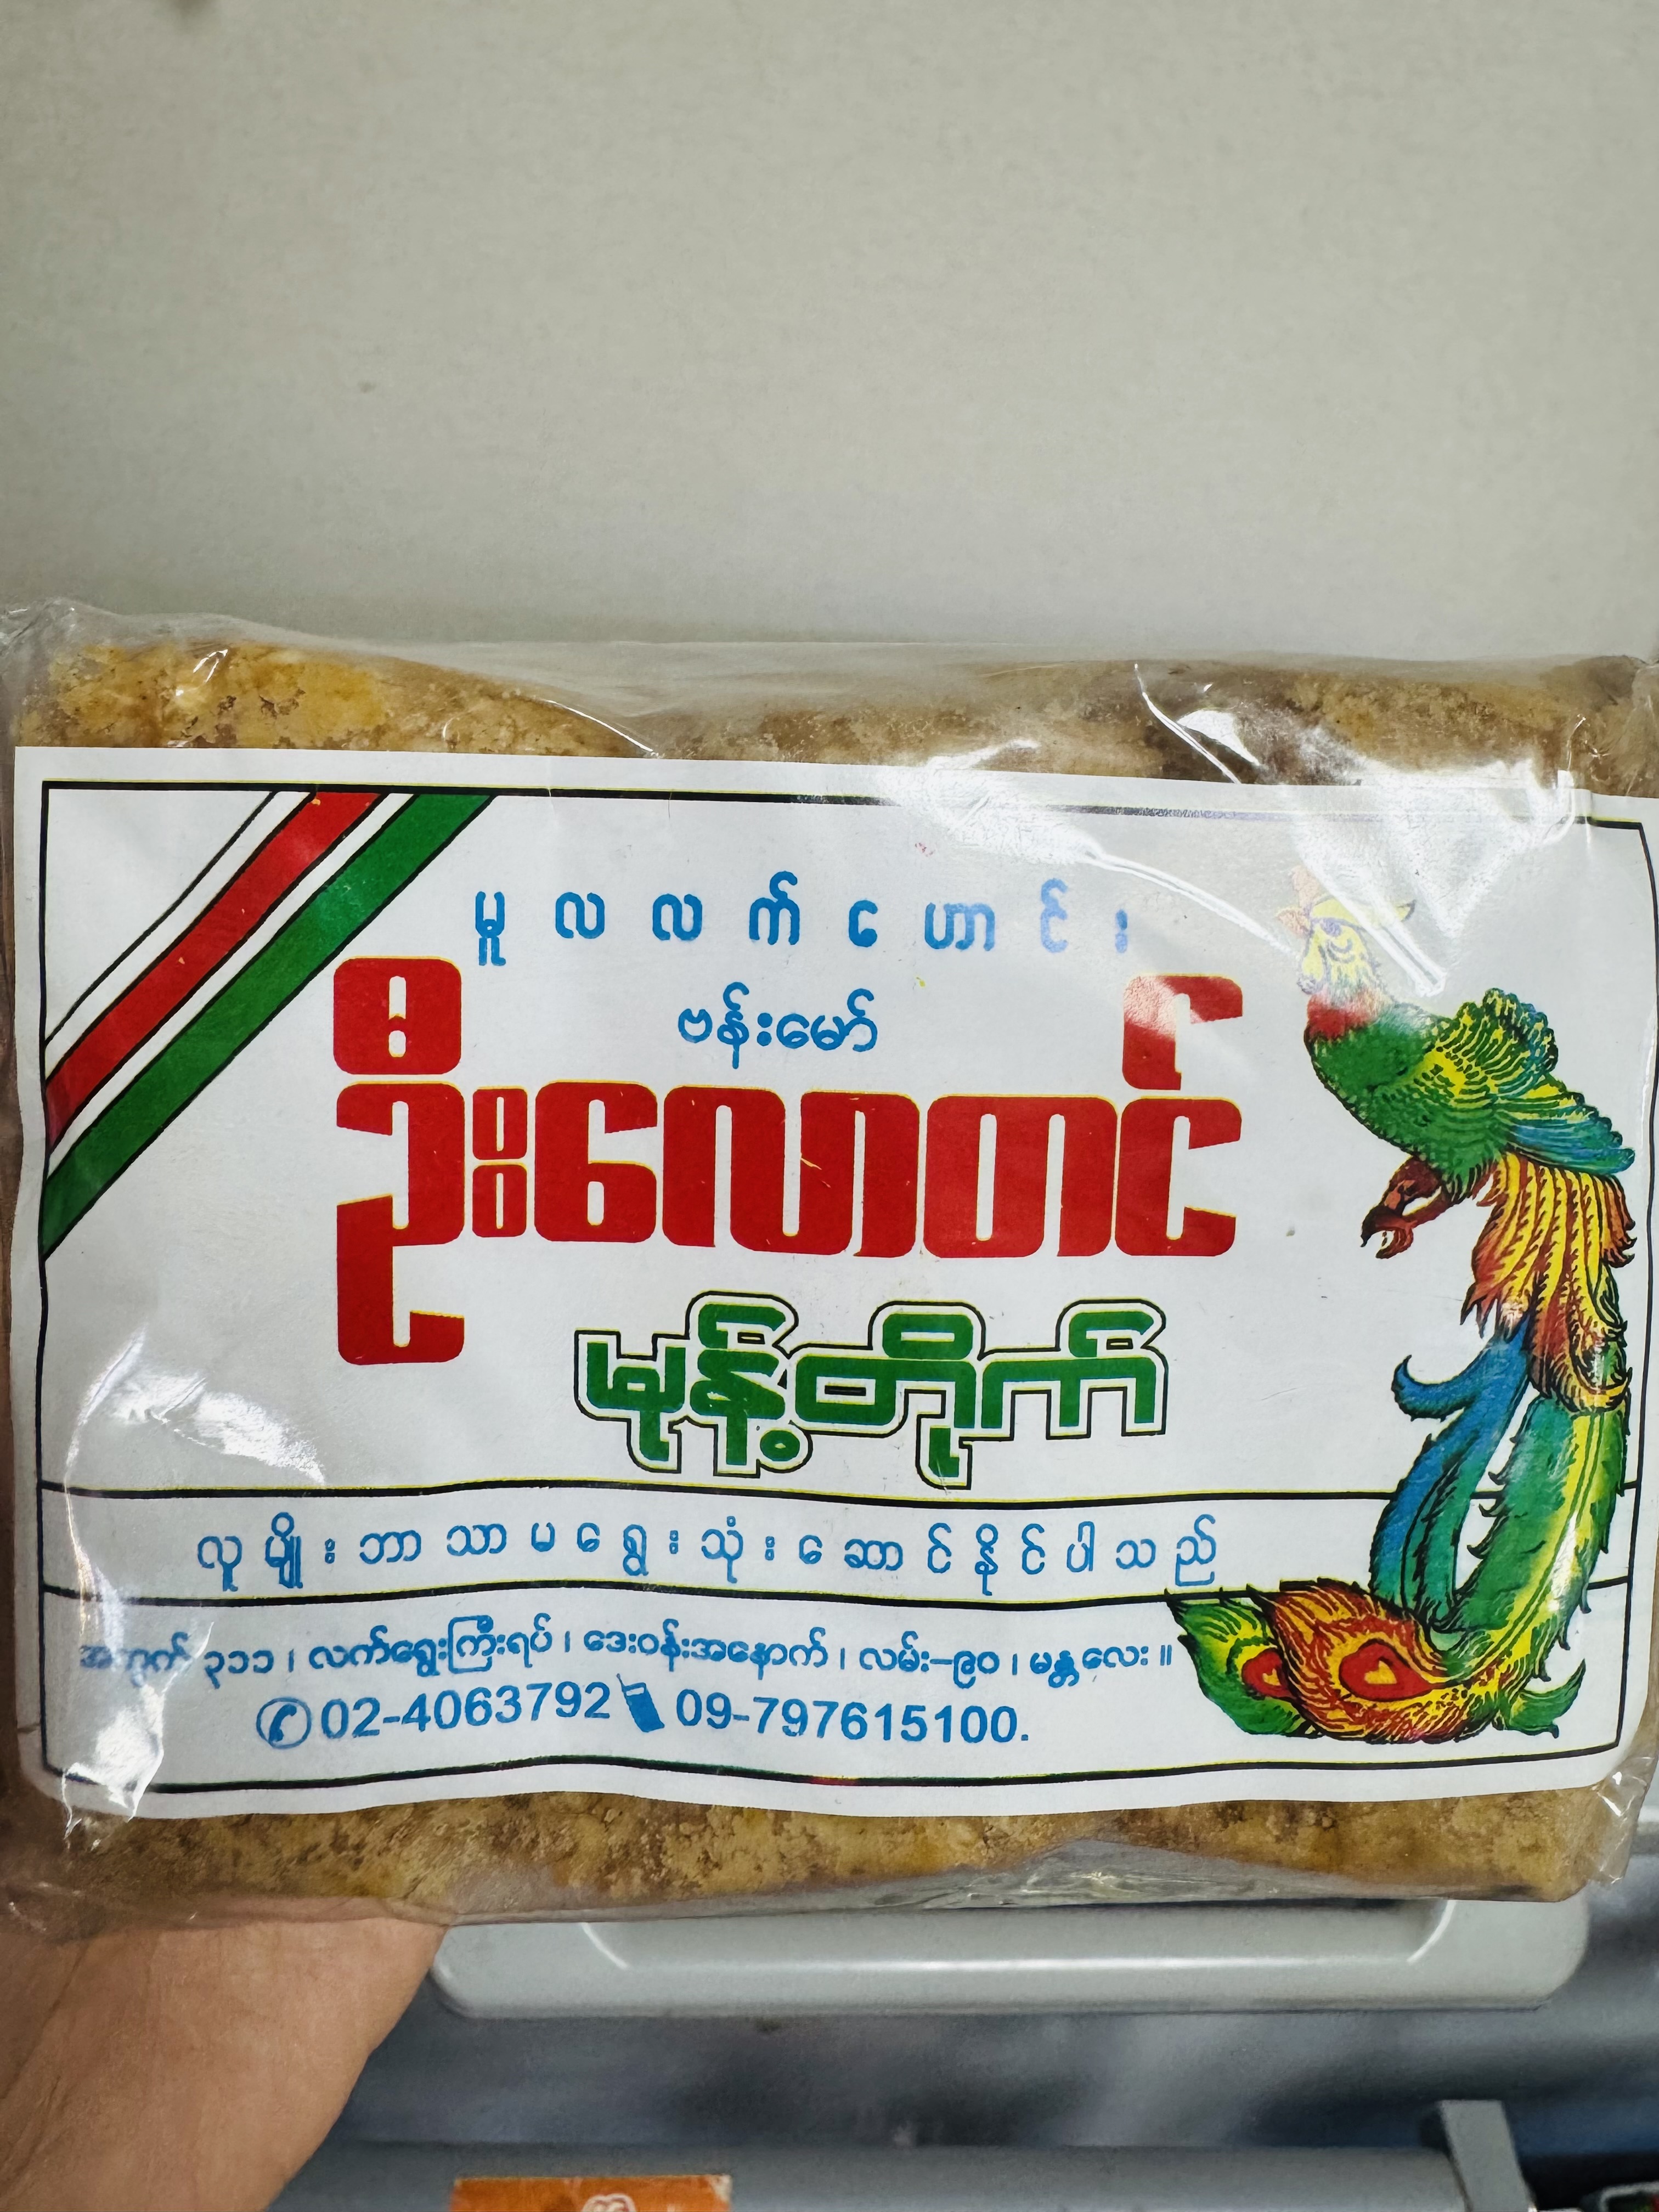 မူလလက်ဟောင်း
ဗန်းမော်
ဦးလောတင်
မုန့်တိုက်
လူမျိုးဘာသာမရွေးသုံးဆောင်နိုင်ပါသည်
အကွက် ၃၁၁ ၊ လက်ရွေးကြီးရပ် ၊ ဒေးဝန်းအနောက် ၊ လမ်း-၉၀ ၊ မန္တလေး ။
02-4063792 09-797615100.